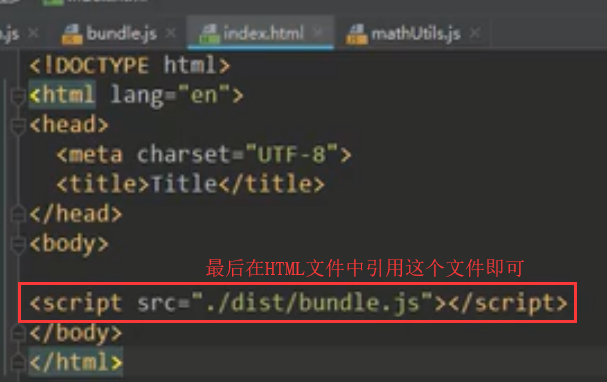 bundle.js × index.html × mathUtils.js ×
<!DOCTYPE html>
<html lang="en">
<head>
<meta charset="UTF-8">
<title>Title</title>
</head>
<body>
最后在HTML文件中引用这个文件即可
<script src="./dist/bundle.js"></script>
</body>
</html>